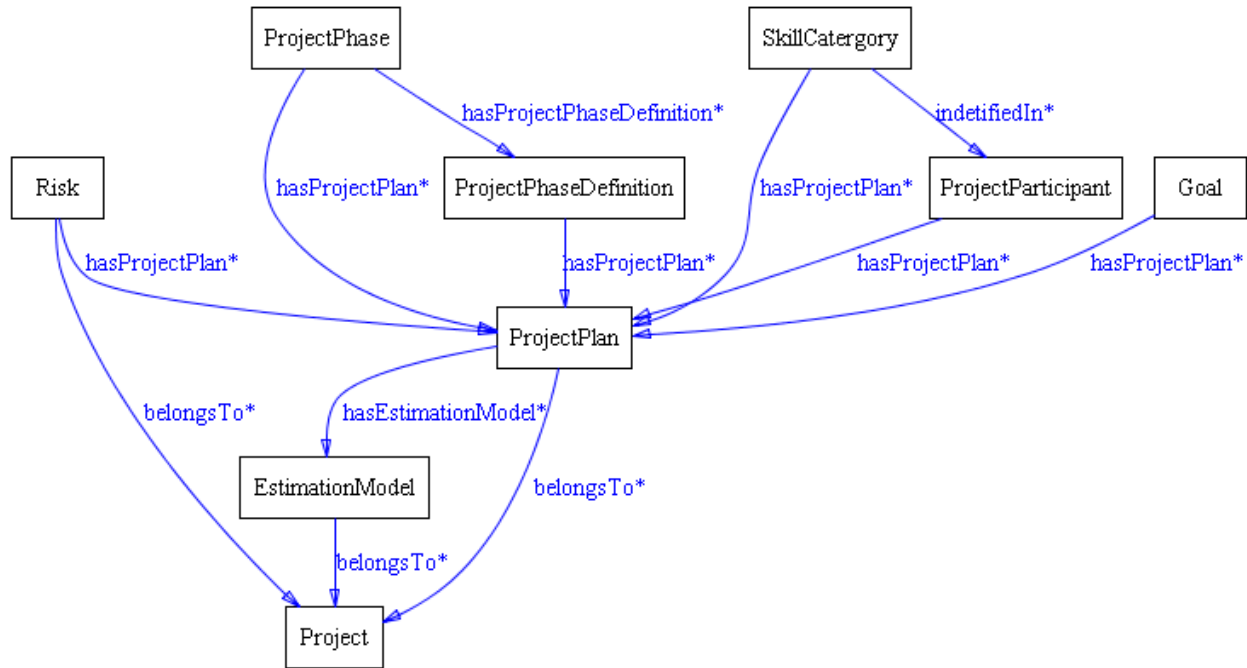 ProjectPhase
SkillCatergory
hasProjectPhaseDefinition*
indetifiedIn*
Risk
hasProjectPlan*
ProjectPhaseDefinition
hasProjectPlan*
ProjectParticipant
Goal
hasProjectPlan*
hasProjectPlan*
hasProjectPlan*
hasProjectPlan*
ProjectPlan
belongsTo*
hasEstimationModel*
EstimationModel
belongsTo*
belongsTo*
Project